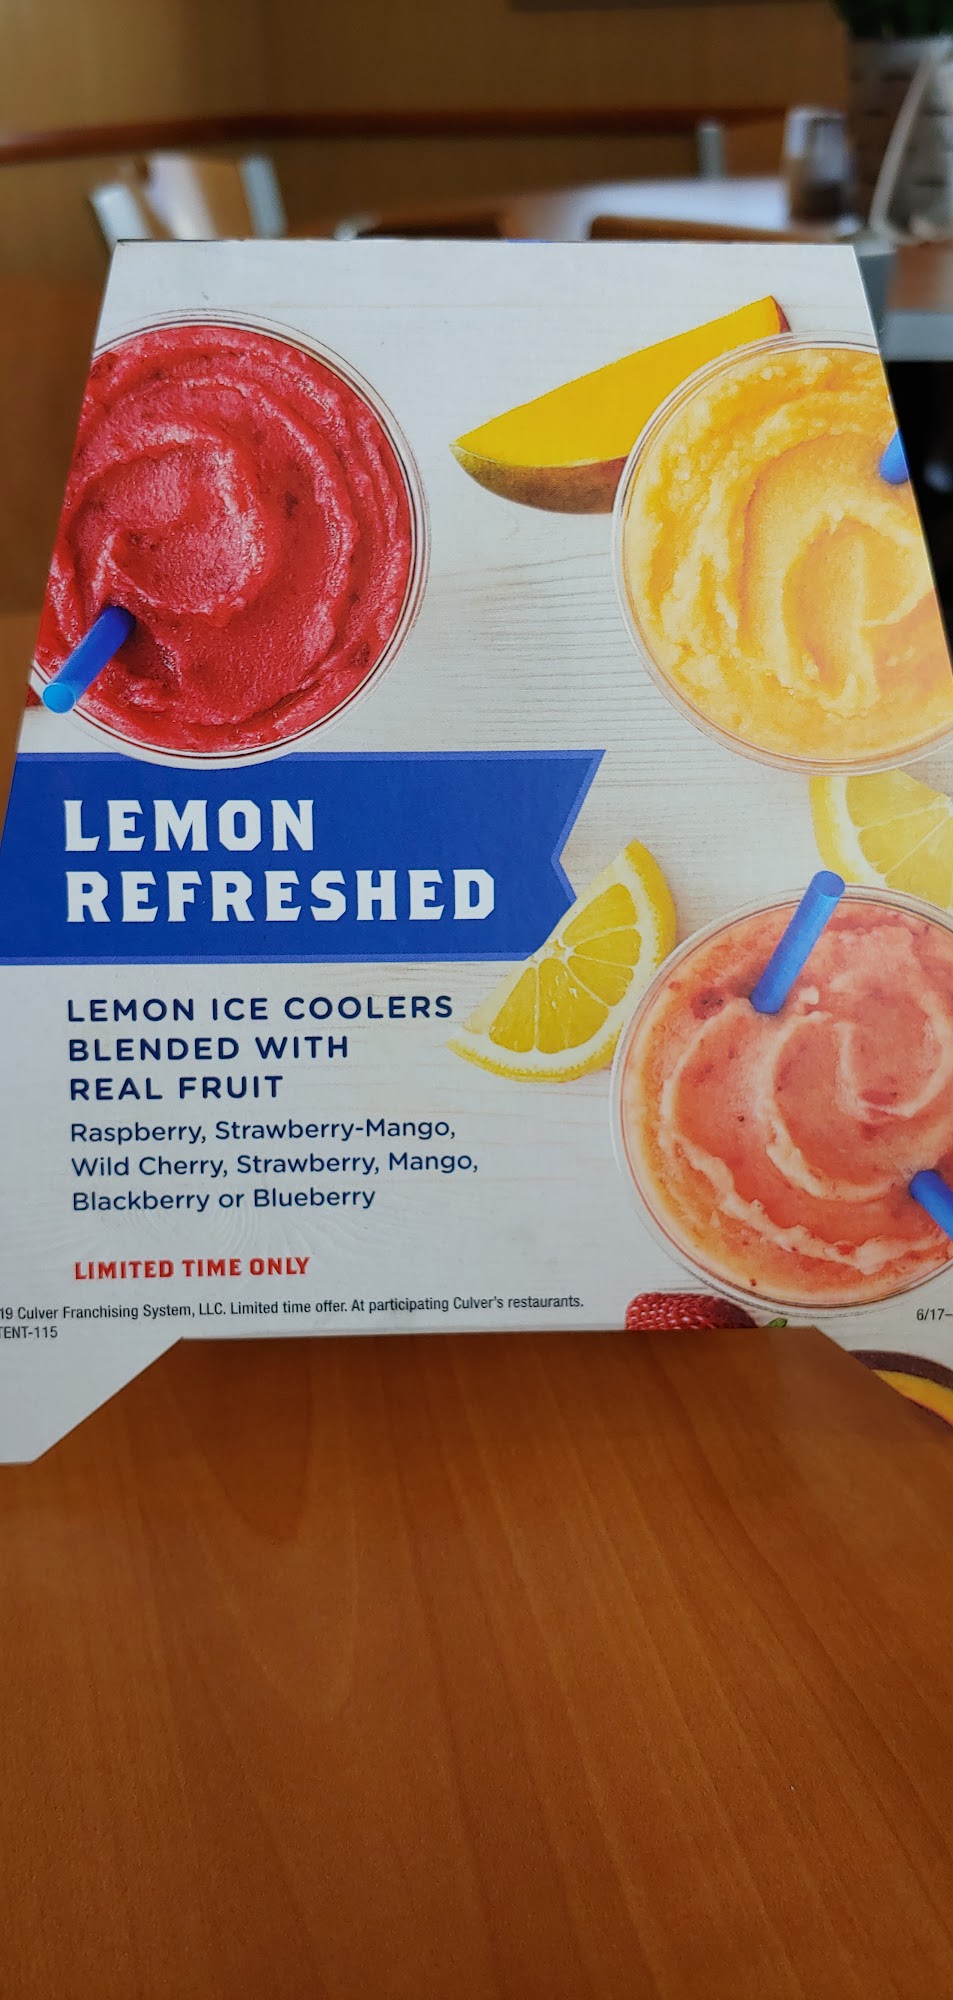 LEMON
REFRESHED
LEMON ICE COOLERS
BLENDED WITH
REAL FRUIT
Raspberry, Strawberry-Mango,
Wild Cherry, Strawberry, Mango,
Blackberry or Blueberry
LIMITED TIME ONLY
19 Culver Franchising System, LLC. Limited time offer. At participating Culver's restaurants.
TENT-115
6/17-